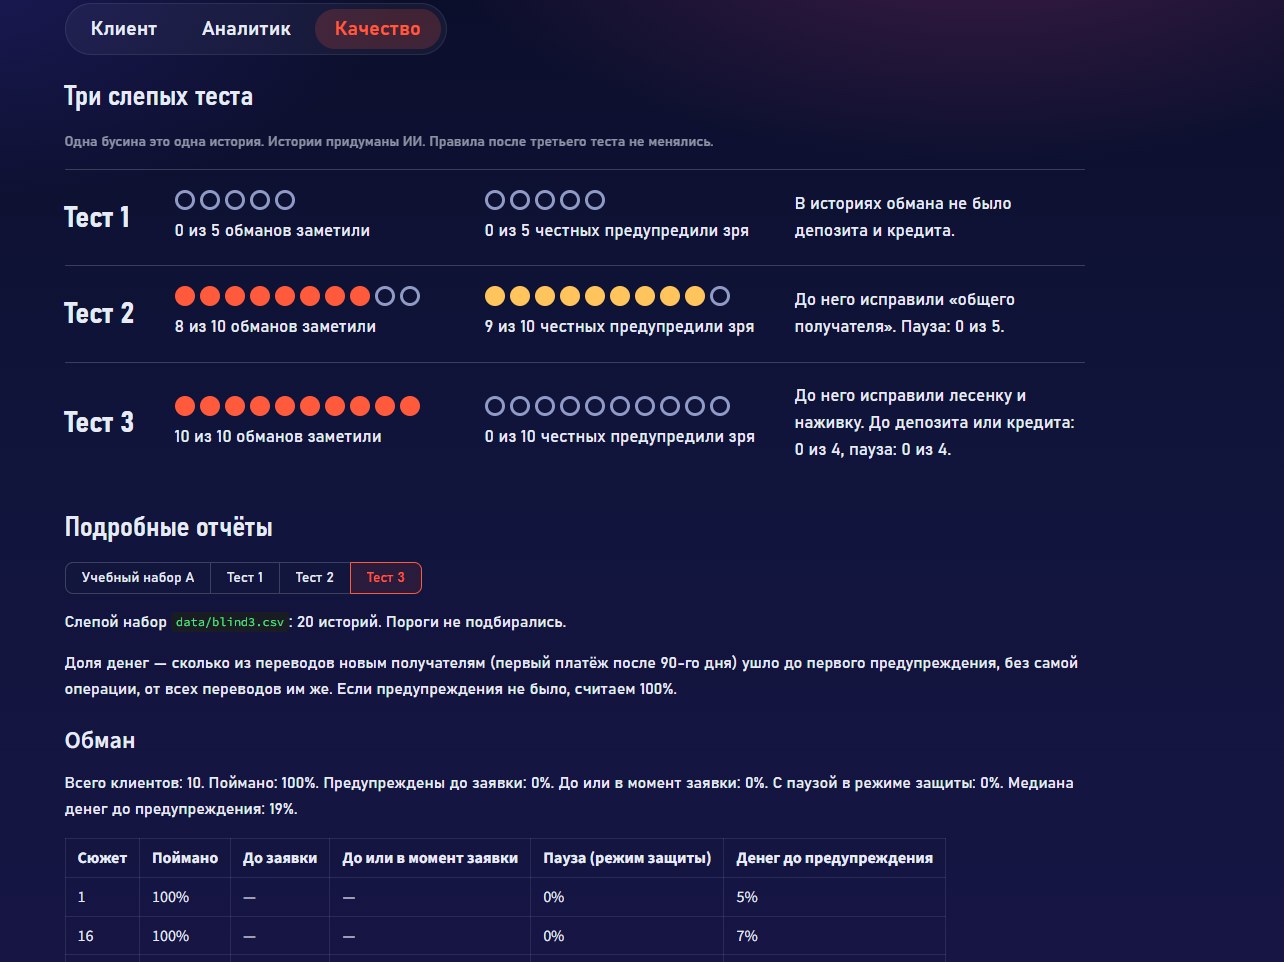 Клиент Аналитик Качество
Три слепых теста
Одна бусина это одна история. Истории придуманы ИИ. Правила после третьего теста не менялись.
Тест 1
0 из 5 обманов заметили
0 из 5 честных предупредили зря
В историях обмана не было
депозита и кредита.
Тест 2
8 из 10 обманов заметили
9 из 10 честных предупредили зря
До него исправили «общего
получателя». Пауза: 0 из 5.
Тест 3
10 из 10 обманов заметили
0 из 10 честных предупредили зря
До него исправили лесенку и
наживку. До депозита или кредита:
0 из 4, пауза: 0 из 4.
Подробные отчёты
Учебный набор А Тест 1 Тест 2 Тест 3
Слепой набор data/blind3.csv: 20 историй. Пороги не подбирались.
Доля денег — сколько из переводов новым получателям (первый платёж после 90-го дня) ушло до первого предупреждения, без самой
операции, от всех переводов им же. Если предупреждения не было, считаем 100%.
Обман
Всего клиентов: 10. Поймано: 100%. Предупреждены до заявки: 0%. До или в момент заявки: 0%. С паузой в режиме защиты: 0%. Медиана
денег до предупреждения: 19%.
Сюжет Поймано До заявки До или в момент заявки Пауза (режим защиты) Денег до предупреждения
1 100% — — 0% 5%
16 100% — — 0% 7%